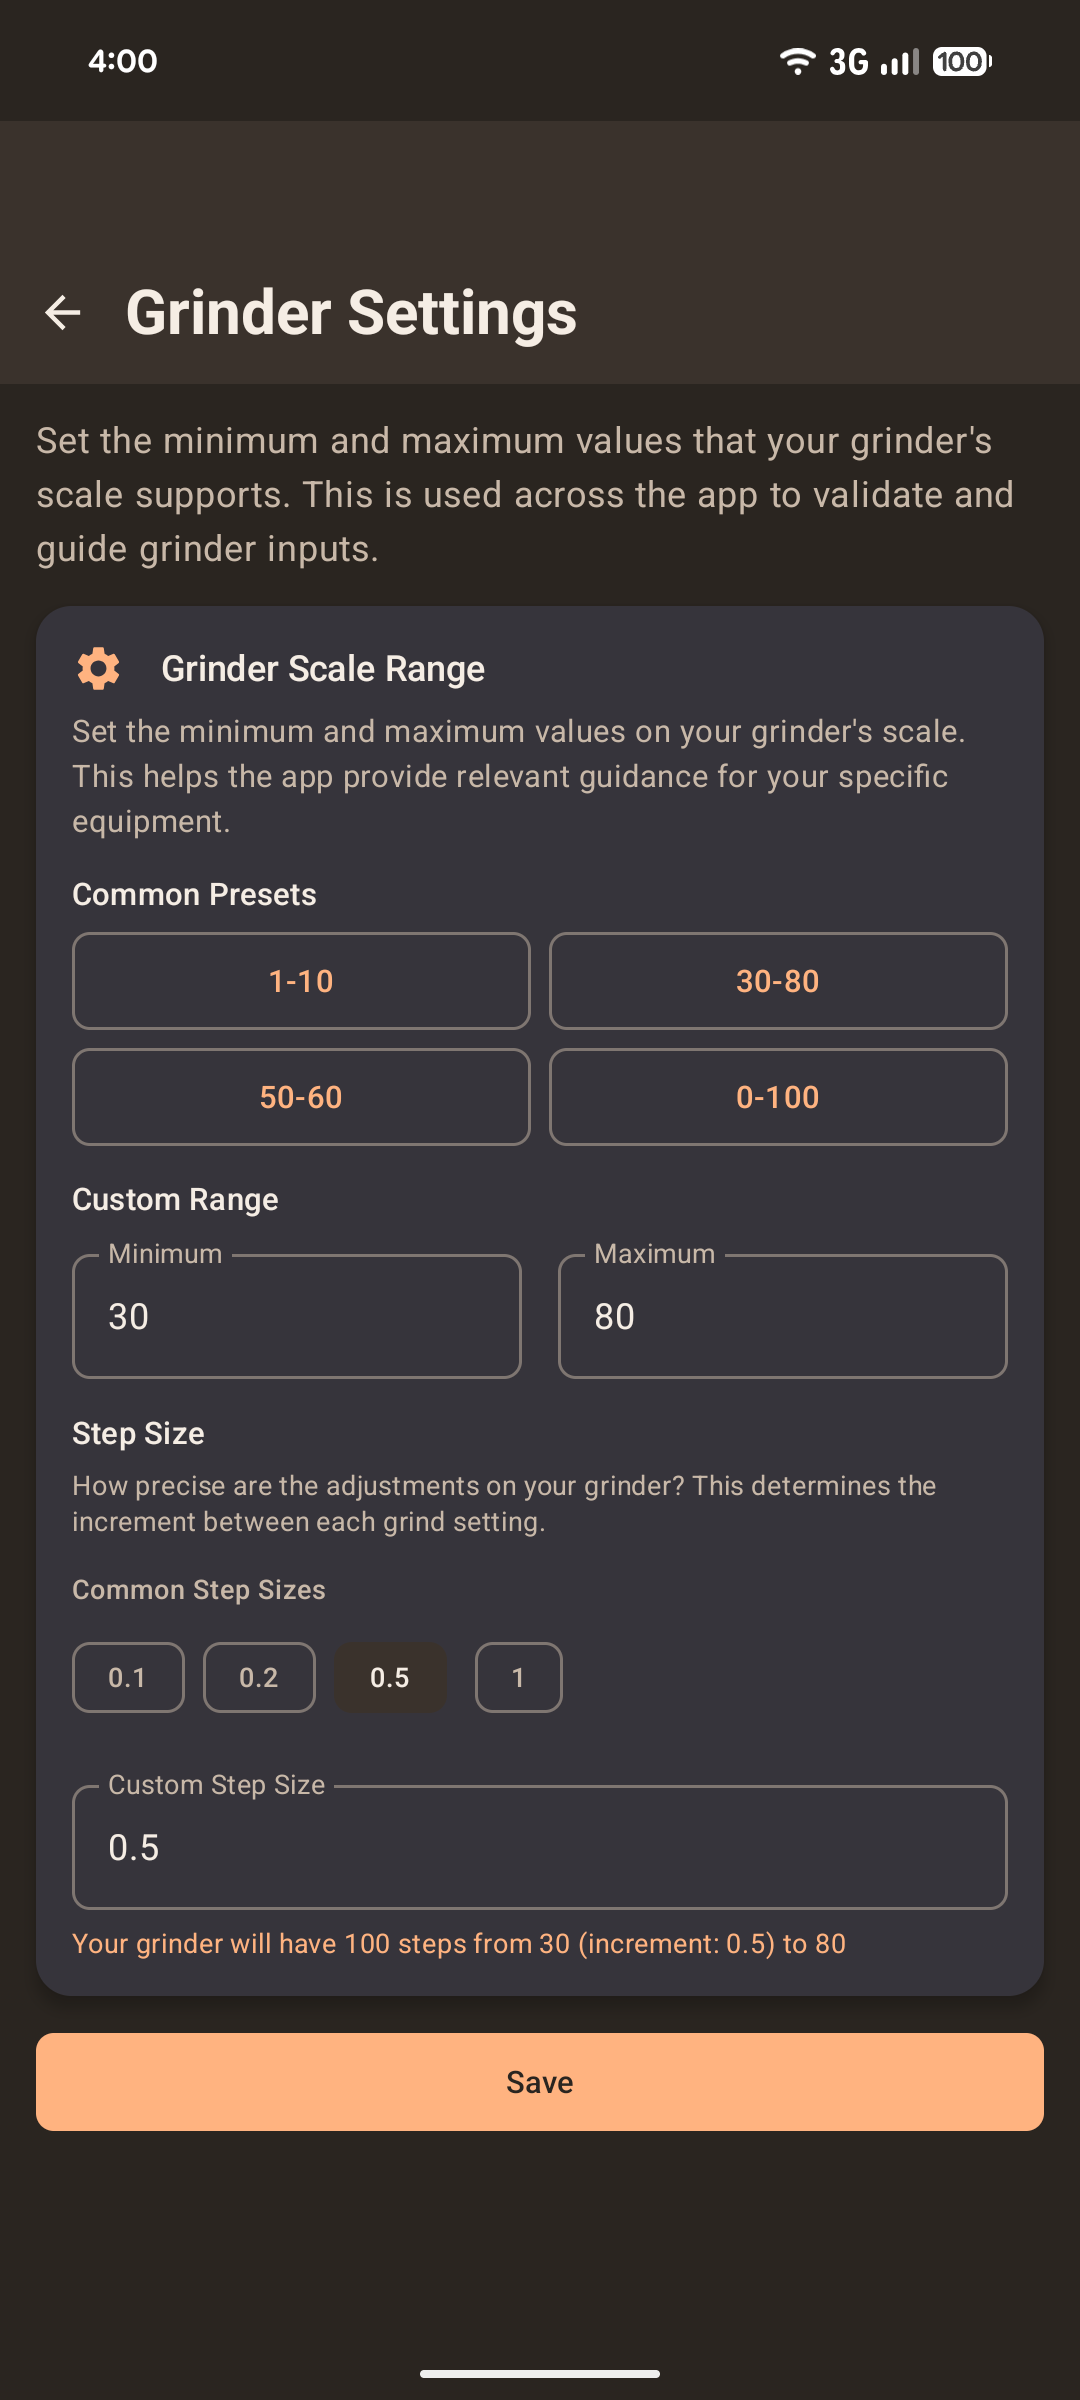 4:00
3G
100
Grinder Settings
Set the minimum and maximum values that your grinder's
scale supports. This is used across the app to validate and
guide grinder inputs.
Grinder Scale Range
Set the minimum and maximum values on your grinder's scale.
This helps the app provide relevant guidance for your specific
equipment.
Common Presets
1-10
30-80
50-60
0-100
Custom Range
Minimum
Maximum
30
80
Step Size
How precise are the adjustments on your grinder? This determines the
increment between each grind setting.
Common Step Sizes
0.1
0.2
0.5
1
Custom Step Size
0.5
Your grinder will have 100 steps from 30 (increment: 0.5) to 80
Save